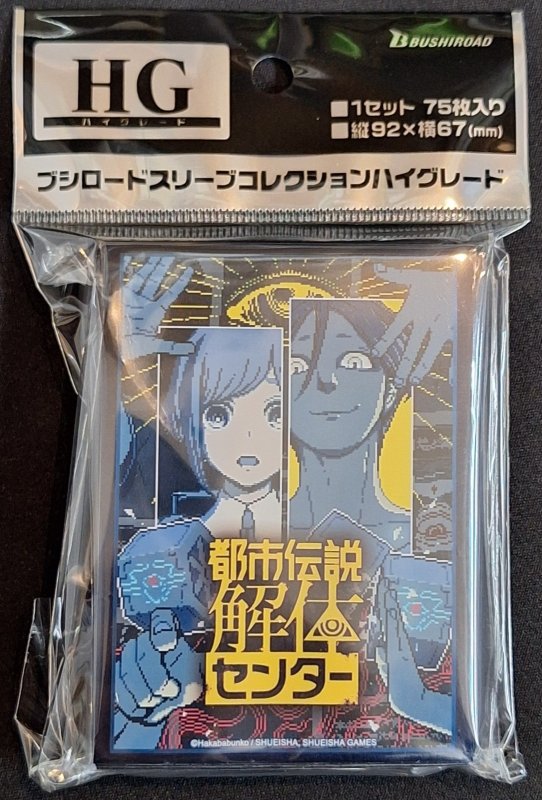 BUSHIROAD
HG
ハイグレード
■1セット 75枚入り
■縦92×横67(mm)
ブシロードスリーブコレクションハイグレード
都市伝説
解体
センター
©Hakababunko / SHUEISHA, SHUEISHA GAMES